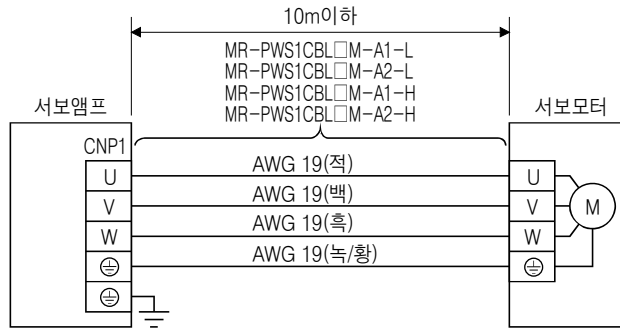 10m이하
MR-PWS1CBL□M-A1-L
MR-PWS1CBL□M-A2-L
MR-PWS1CBL□M-A1-H
MR-PWS1CBL□M-A2-H
서보앰프
서보모터
CNP1
U
AWG 19(적)
U
V
AWG 19(백)
V
M
W
AWG 19(흑)
W
AWG 19(녹/황)